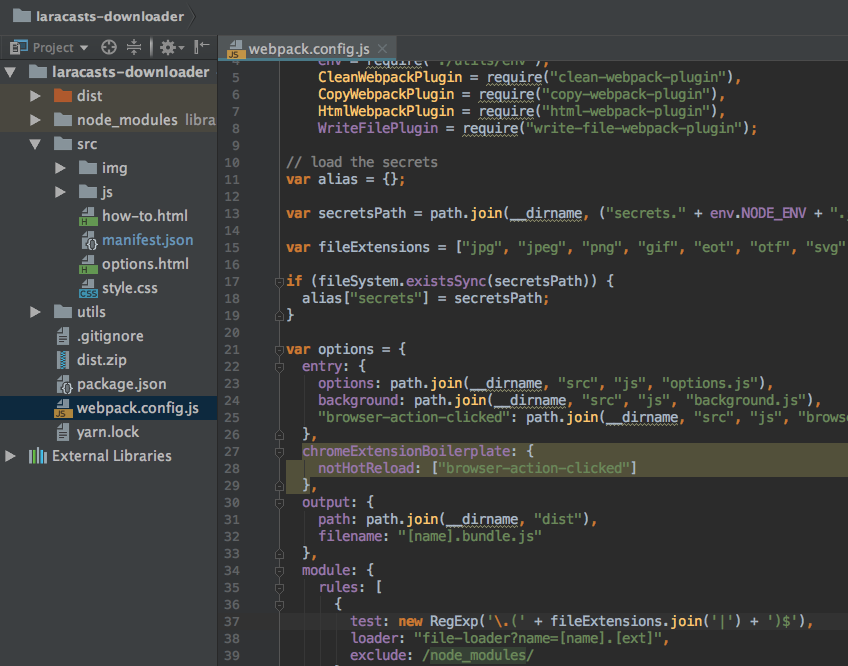 laracasts-downloader
Project
webpack.config.js
laracasts-downloader
dist
node_modules libra
src
img
js
how-to.html
manifest.json
options.html
style.css
utils
.gitignore
dist.zip
package.json
webpack.config.js
yarn.lock
External Libraries
4 env = require("./utils/env"),
5 CleanWebpackPlugin = require("clean-webpack-plugin"),
6 CopyWebpackPlugin = require("copy-webpack-plugin"),
7 HtmlWebpackPlugin = require("html-webpack-plugin"),
8 WriteFilePlugin = require("write-file-webpack-plugin");
9
10 // load the secrets
11 var alias = {};
12
13 var secretsPath = path.join(__dirname, ("secrets." + env.NODE_ENV + ".
14
15 var fileExtensions = ["jpg", "jpeg", "png", "gif", "eot", "otf", "svg"
16
17 if (fileSystem.existsSync(secretsPath)) {
18 alias["secrets"] = secretsPath;
19 }
20
21 var options = {
22 entry: {
23 options: path.join(__dirname, "src", "js", "options.js"),
24 background: path.join(__dirname, "src", "js", "background.js"),
25 "browser-action-clicked": path.join(__dirname, "src", "js", "brows
26 },
27 chromeExtensionBoilerplate: {
28 notHotReload: ["browser-action-clicked"]
29 },
30 output: {
31 path: path.join(__dirname, "dist"),
32 filename: "[name].bundle.js"
33 },
34 module: {
35 rules: [
36 {
37 test: new RegExp('\.(' + fileExtensions.join('|') + ')$'),
38 loader: "file-loader?name=[name].[ext]",
39 exclude: /node_modules/